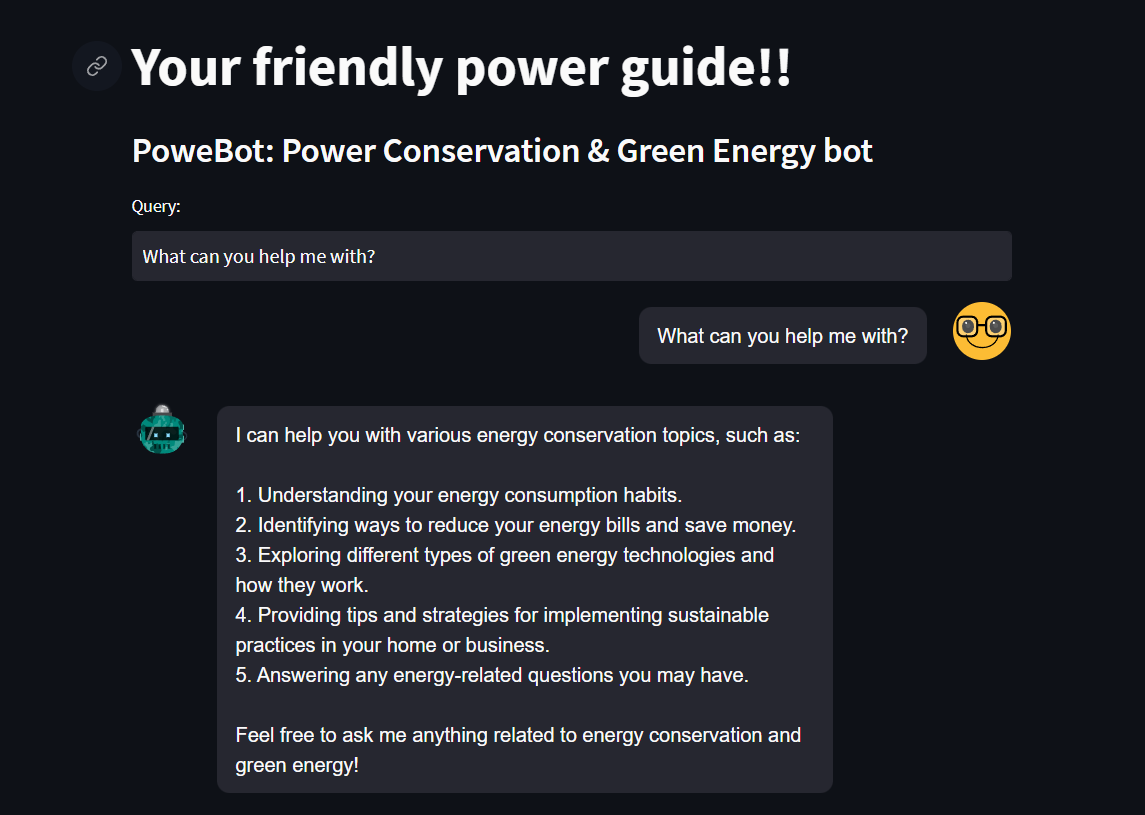 Your friendly power guide!!
PoweBot: Power Conservation & Green Energy bot
Query:
What can you help me with?
What can you help me with?
I can help you with various energy conservation topics, such as:
1. Understanding your energy consumption habits.
2. Identifying ways to reduce your energy bills and save money.
3. Exploring different types of green energy technologies and
how they work.
4. Providing tips and strategies for implementing sustainable
practices in your home or business.
5. Answering any energy-related questions you may have.
Feel free to ask me anything related to energy conservation and
green energy!